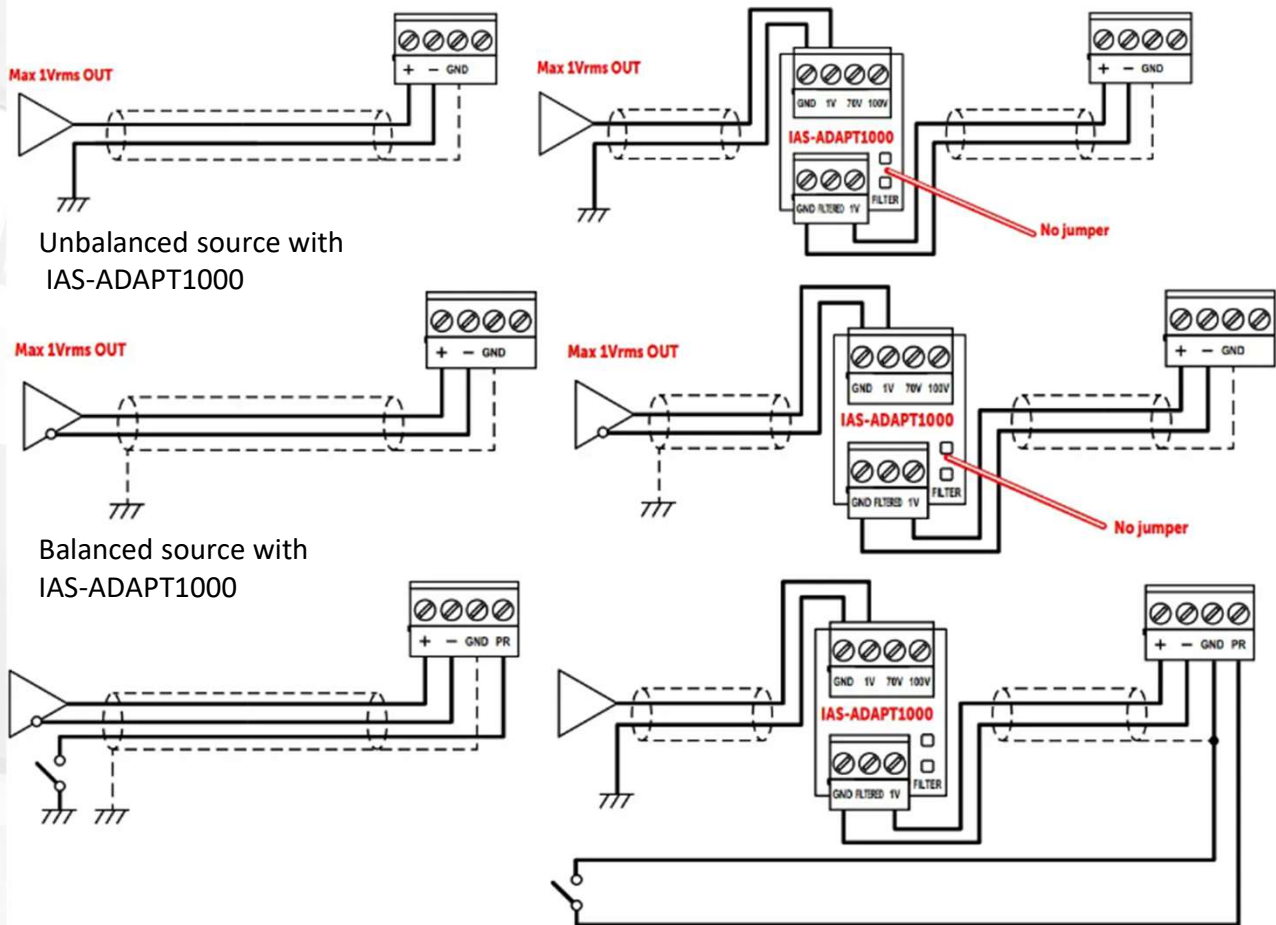 Max 1Vrms OUT
+ − GND
Max 1Vrms OUT
GND 1V 70V 100V
IAS-ADAPT1000
GND FILTERED 1V
FILTER
+ − GND
No jumper
Unbalanced source with
IAS-ADAPT1000
Max 1Vrms OUT
+ − GND
Max 1Vrms OUT
GND 1V 70V 100V
IAS-ADAPT1000
GND FILTERED 1V
FILTER
+ − GND
No jumper
Balanced source with
IAS-ADAPT1000
+ − GND PR
GND 1V 70V 100V
IAS-ADAPT1000
GND FILTERED 1V
FILTER
+ − GND PR